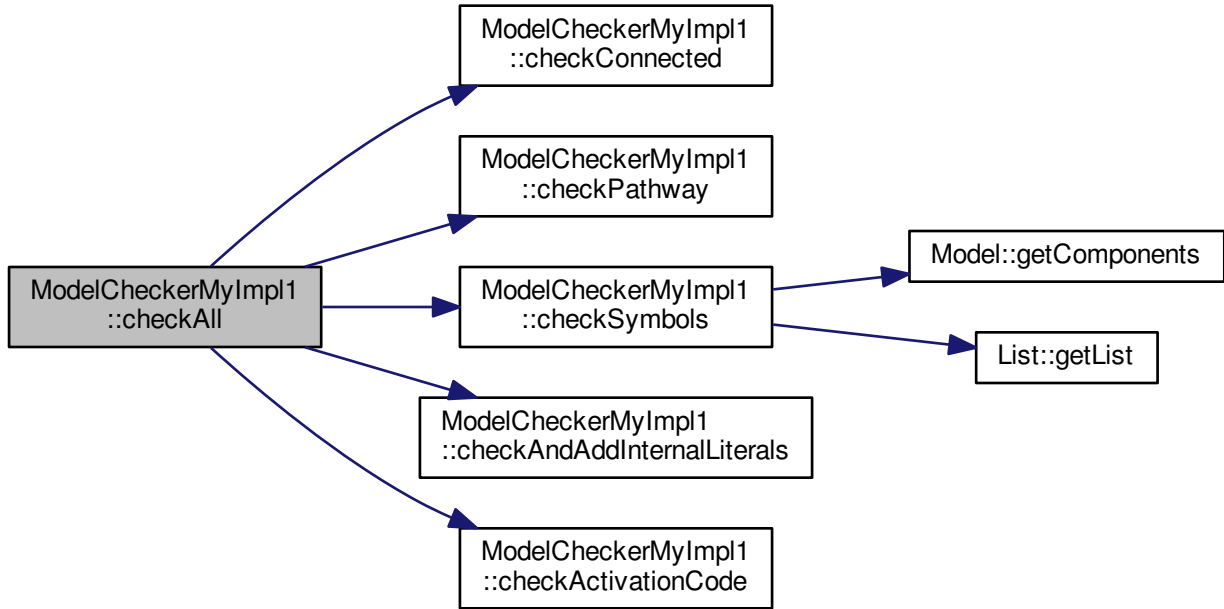 ModelCheckerMyImpl1
::checkAll
ModelCheckerMyImpl1
::checkConnected
ModelCheckerMyImpl1
::checkPathway
ModelCheckerMyImpl1
::checkSymbols
ModelCheckerMyImpl1
::checkAndAddInternalLiterals
ModelCheckerMyImpl1
::checkActivationCode
Model::getComponents
List::getList